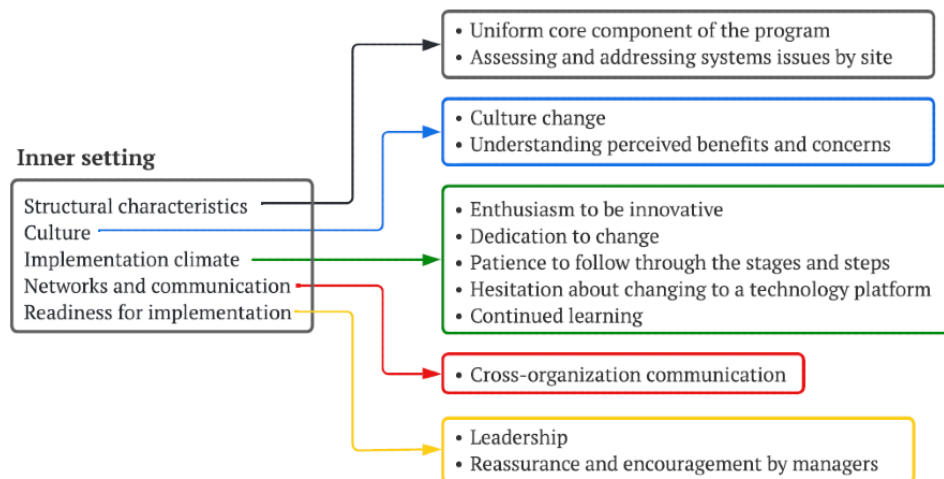 Inner setting
Structural characteristics
Culture
Implementation climate
Networks and communication
Readiness for implementation
• Uniform core component of the program
• Assessing and addressing systems issues by site
• Culture change
• Understanding perceived benefits and concerns
• Enthusiasm to be innovative
• Dedication to change
• Patience to follow through the stages and steps
• Hesitation about changing to a technology platform
• Continued learning
• Cross-organization communication
• Leadership
• Reassurance and encouragement by managers